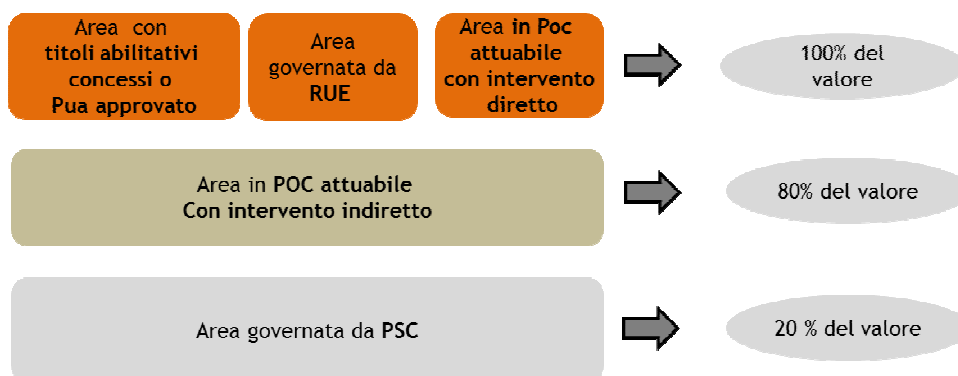 Area con
titoli abilitativi
concessi o
Pua approvato
Area
governata da
RUE
Area in Poc
attuabile
con intervento
diretto
100% del
valore
Area in POC attuabile
Con intervento indiretto
80% del valore
Area governata da PSC
20 % del valore